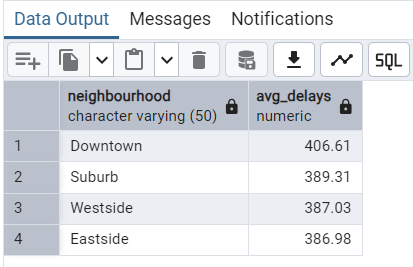 Data Output Messages Notifications
SQL
neighbourhood avg_delays
character varying (50) numeric
1 Downtown 406.61
2 Suburb 389.31
3 Westside 387.03
4 Eastside 386.98